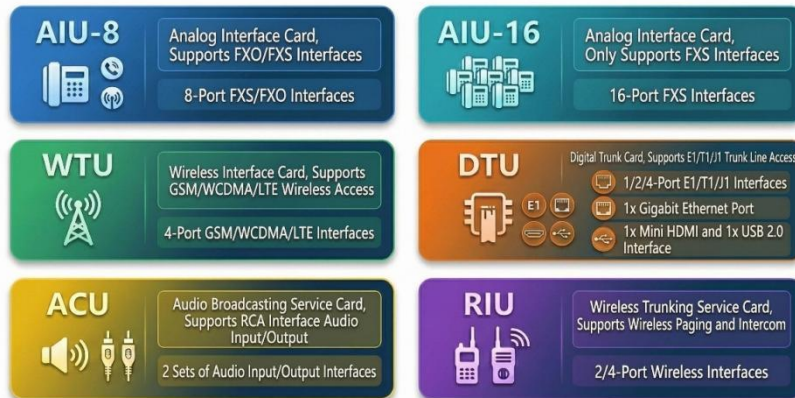 AIU-8
Analog Interface Card,
Supports FXO/FXS Interfaces
8-Port FXS/FXO Interfaces
AIU-16
Analog Interface Card,
Only Supports FXS Interfaces
16-Port FXS Interfaces
WTU
Wireless Interface Card, Supports
GSM/WCDMA/LTE Wireless Access
4-Port GSM/WCDMA/LTE Interfaces
DTU
Digital Trunk Card, Supports E1/T1/J1 Trunk Line Access
E1
1/2/4-Port E1/T1/J1 Interfaces
1x Gigabit Ethernet Port
1x Mini HDMI and 1x USB 2.0
Interface
ACU
Audio Broadcasting Service Card,
Supports RCA Interface Audio
Input/Output
2 Sets of Audio Input/Output Interfaces
RIU
Wireless Trunking Service Card,
Supports Wireless Paging and Intercom
2/4-Port Wireless Interfaces